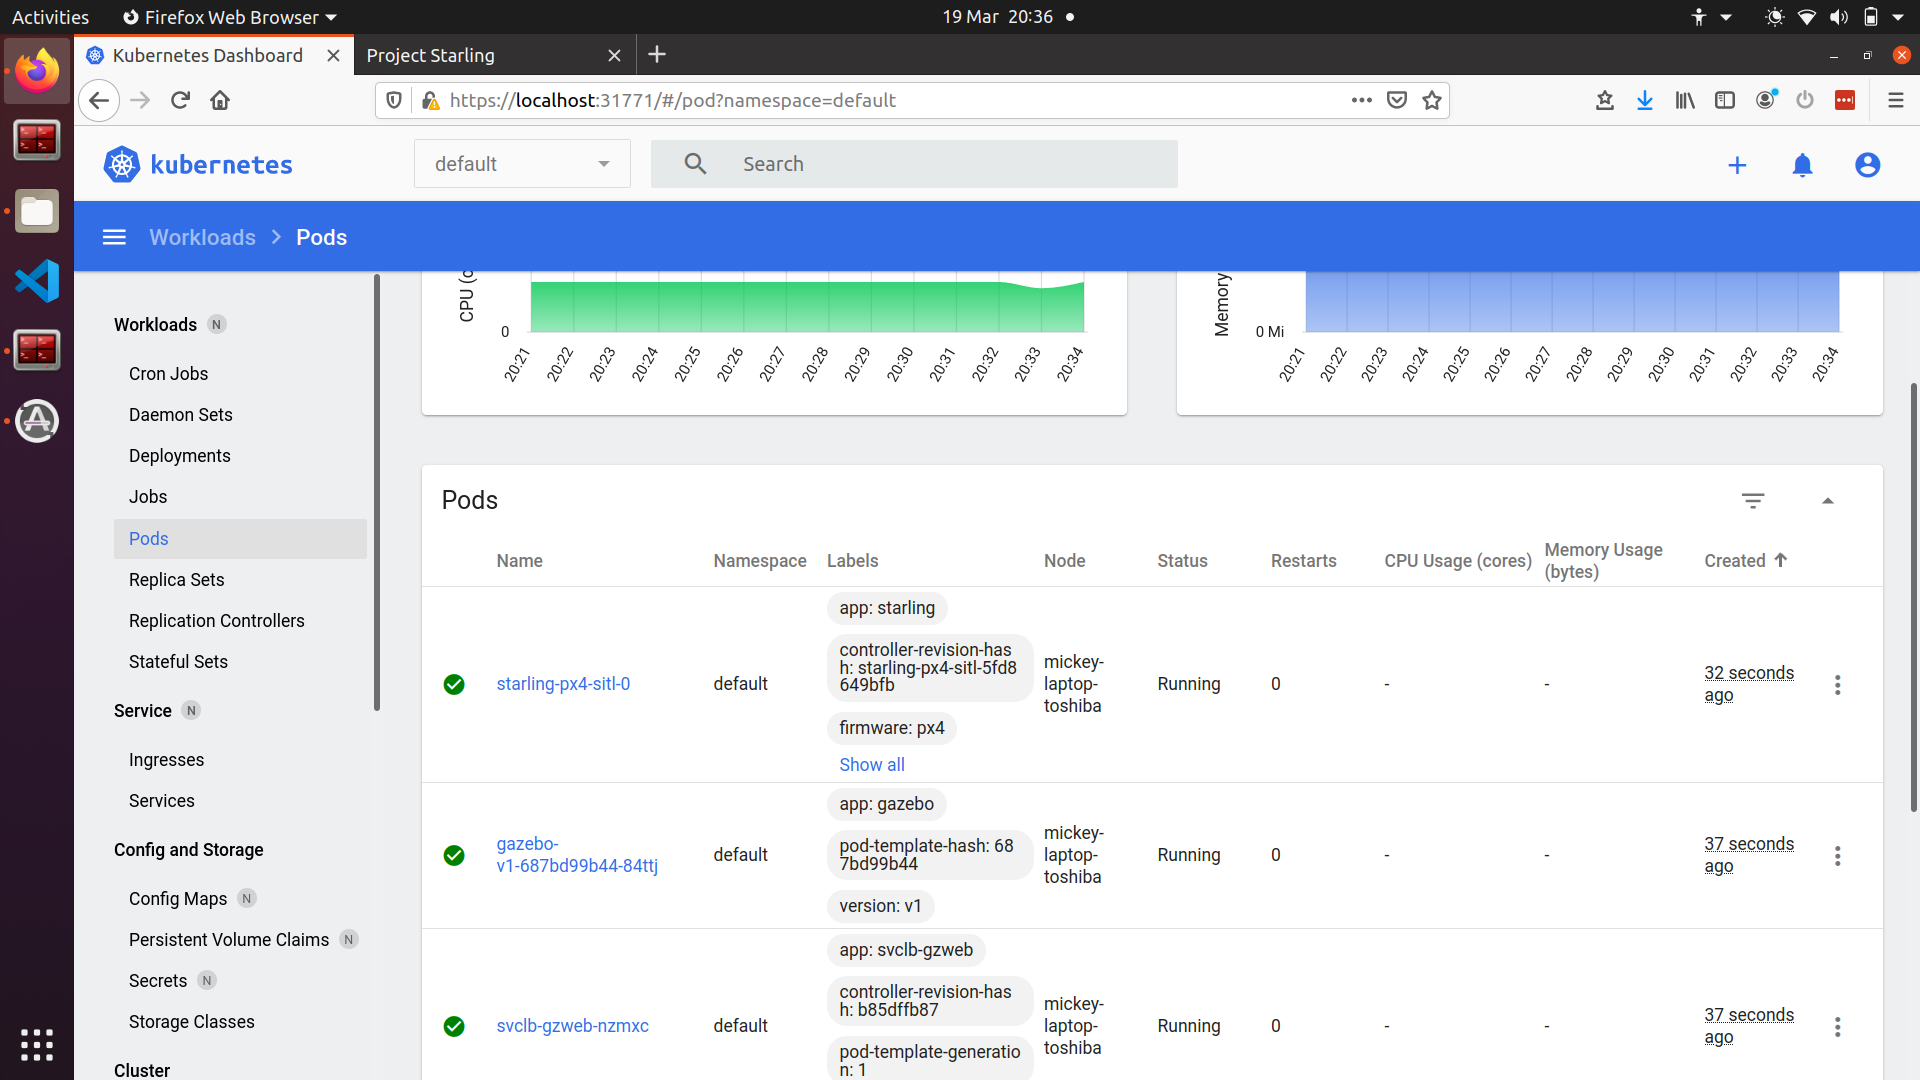 Activities
Firefox Web Browser
19 Mar 20:36
Kubernetes Dashboard
Project Starling
https://localhost:31771/#/pod?namespace=default
kubernetes
default
Search
Workloads
Pods
CPU (c
0
20:21
20:22
20:23
20:24
20:25
20:26
20:27
20:28
20:29
20:30
20:31
20:32
20:33
20:34
Memory
0 Mi
20:21
20:22
20:23
20:24
20:25
20:26
20:27
20:28
20:29
20:30
20:31
20:32
20:33
20:34
Workloads N
Cron Jobs
Daemon Sets
Deployments
Jobs
Pods
Replica Sets
Replication Controllers
Stateful Sets
Service N
Ingresses
Services
Config and Storage
Config Maps N
Persistent Volume Claims N
Secrets N
Storage Classes
Cluster
Pods
Name
Namespace
Labels
Node
Status
Restarts
CPU Usage (cores)
Memory Usage
(bytes)
Created
starling-px4-sitl-0
default
app: starling
controller-revision-has
h: starling-px4-sitl-5fd8
649bfb
firmware: px4
Show all
mickey-
laptop-
toshiba
Running
0
-
-
32 seconds
ago
gazebo-
v1-687bd99b44-84ttj
default
app: gazebo
pod-template-hash: 68
7bd99b44
version: v1
mickey-
laptop-
toshiba
Running
0
-
-
37 seconds
ago
svclb-gzweb-nzmxc
default
app: svclb-gzweb
controller-revision-has
h: b85dffb87
pod-template-generatio
n: 1
mickey-
laptop-
toshiba
Running
0
-
-
37 seconds
ago